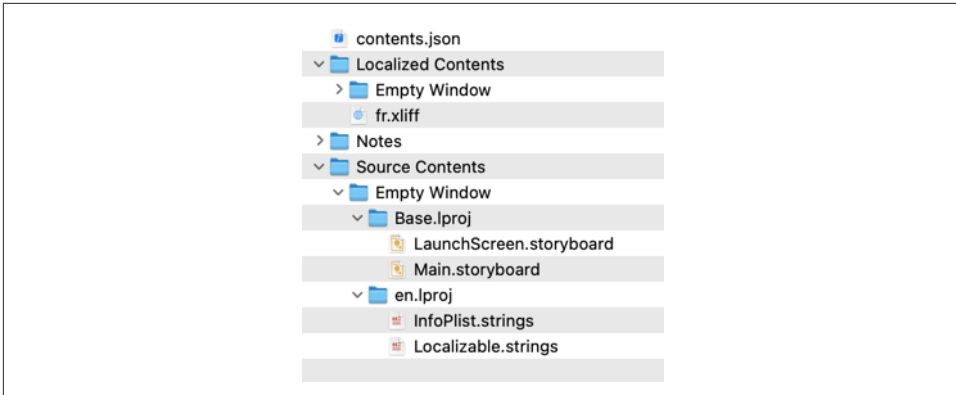 contents.json
Localized Contents
Empty Window
fr.xliff
Notes
Source Contents
Empty Window
Base.lproj
LaunchScreen.storyboard
Main.storyboard
en.lproj
InfoPlist.strings
Localizable.strings